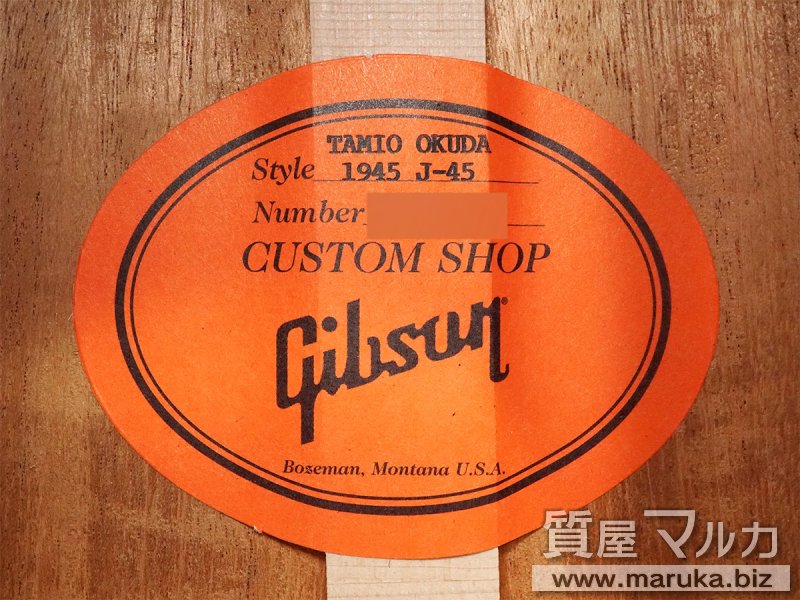 TAMIO OKUDA
Style 1945 J-45
Number
CUSTOM SHOP
Gibson
Bozeman, Montana U.S.A.
質屋マルカ
www.maruka.biz